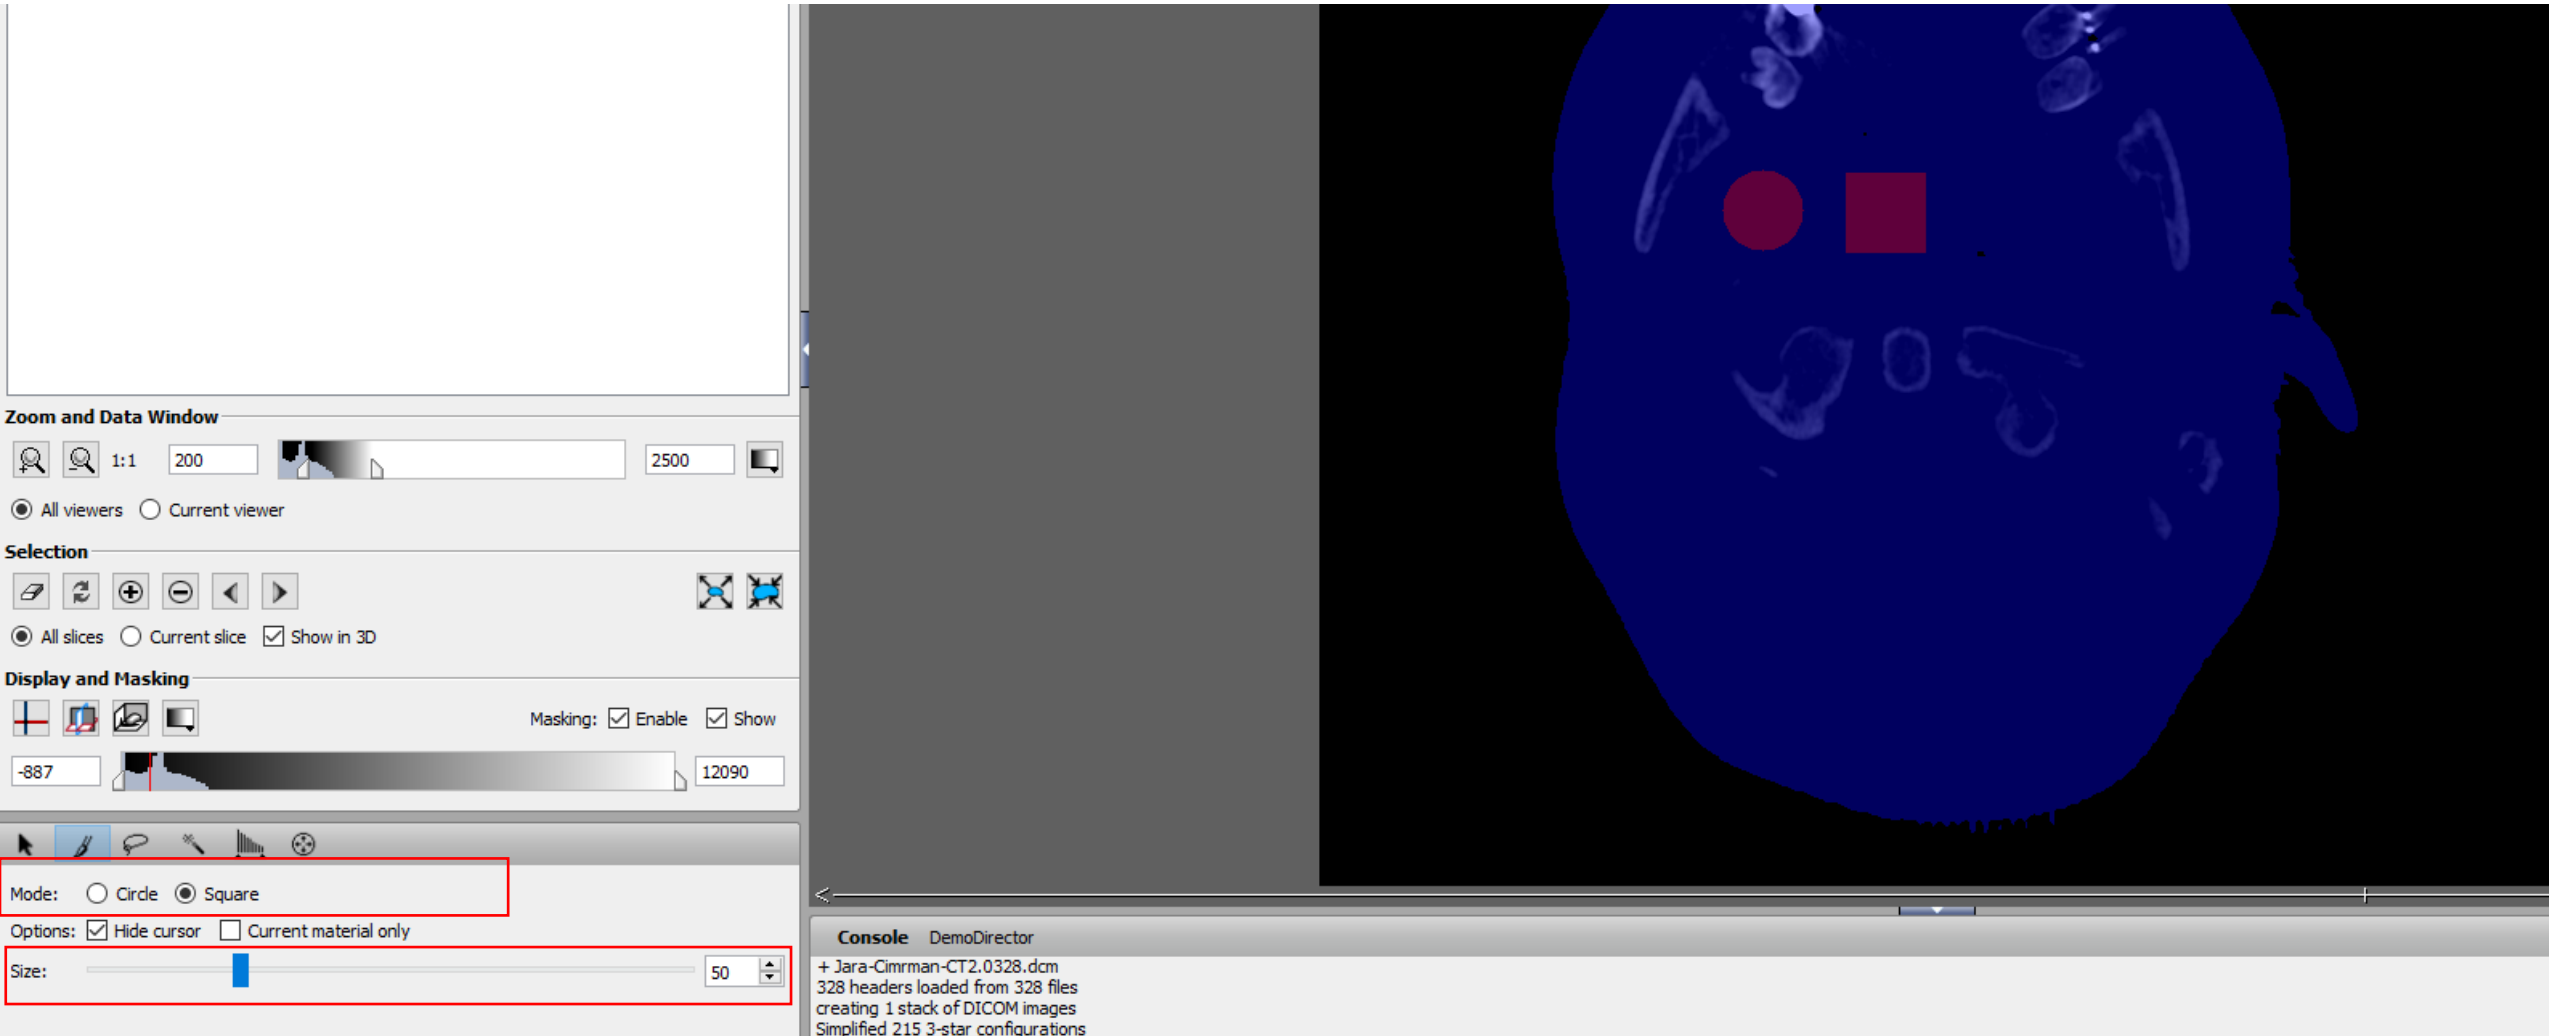 Zoom and Data Window
1:1 200 2500
All viewers Current viewer
Selection
All slices Current slice Show in 3D
Display and Masking
Masking: Enable Show
-887 12090
Mode: Circle Square
Options: Hide cursor Current material only
Size: 50
Console DemoDirector
+ Jara-Cimrman-CT2.0328.dcm
328 headers loaded from 328 files
creating 1 stack of DICOM images
Simplified 215 3-star configurations